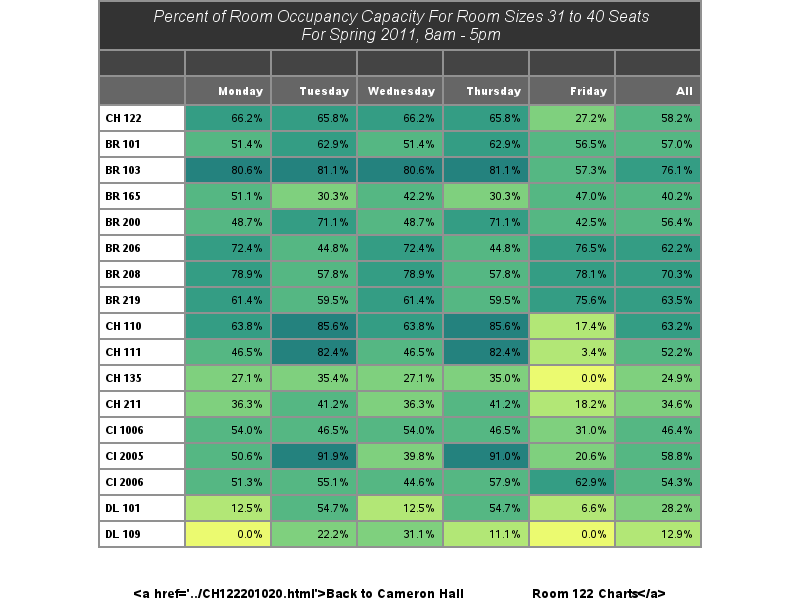 Percent of Room Occupancy Capacity For Room Sizes 31 to 40 Seats
For Spring 2011, 8am - 5pm
Monday Tuesday Wednesday Thursday Friday All
CH 122 66.2% 65.8% 66.2% 65.8% 27.2% 58.2%
BR 101 51.4% 62.9% 51.4% 62.9% 56.5% 57.0%
BR 103 80.6% 81.1% 80.6% 81.1% 57.3% 76.1%
BR 165 51.1% 30.3% 42.2% 30.3% 47.0% 40.2%
BR 200 48.7% 71.1% 48.7% 71.1% 42.5% 56.4%
BR 206 72.4% 44.8% 72.4% 44.8% 76.5% 62.2%
BR 208 78.9% 57.8% 78.9% 57.8% 78.1% 70.3%
BR 219 61.4% 59.5% 61.4% 59.5% 75.6% 63.5%
CH 110 63.8% 85.6% 63.8% 85.6% 17.4% 63.2%
CH 111 46.5% 82.4% 46.5% 82.4% 3.4% 52.2%
CH 135 27.1% 35.4% 27.1% 35.0% 0.0% 24.9%
CH 211 36.3% 41.2% 36.3% 41.2% 18.2% 34.6%
CI 1006 54.0% 46.5% 54.0% 46.5% 31.0% 46.4%
CI 2005 50.6% 91.9% 39.8% 91.0% 20.6% 58.8%
CI 2006 51.3% 55.1% 44.6% 57.9% 62.9% 54.3%
DL 101 12.5% 54.7% 12.5% 54.7% 6.6% 28.2%
DL 109 0.0% 22.2% 31.1% 11.1% 0.0% 12.9%
<a href='../CH122201020.html'>Back to Cameron Hall Room 122 Charts</a>